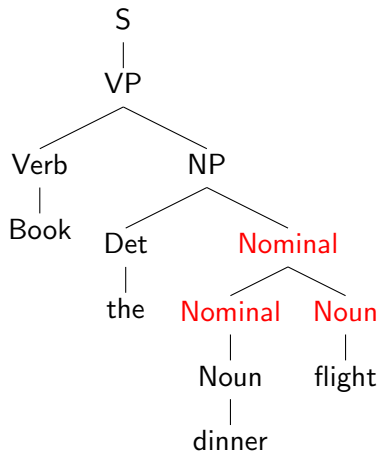 S
VP
Verb NP
Book Det Nominal
the Nominal Noun
Noun flight
dinner